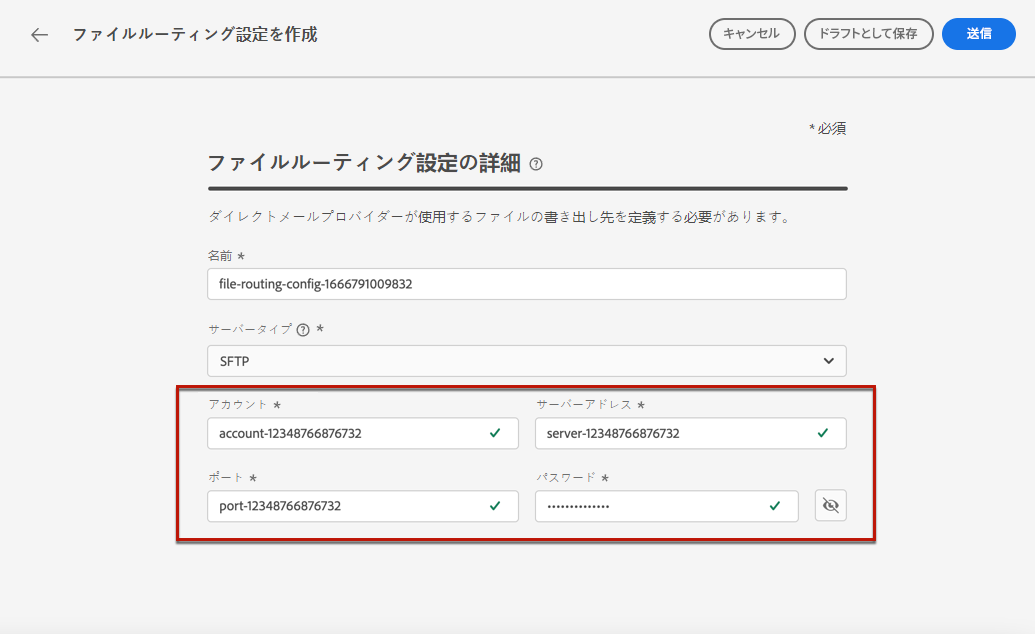 ファイルルーティング設定を作成
キャンセル
ドラフトとして保存
送信
* 必須
ファイルルーティング設定の詳細
ダイレクトメールプロバイダーが使用するファイルの書き出し先を定義する必要があります。
名前 *
file-routing-config-1666791009832
サーバータイプ *
SFTP
アカウント * サーバーアドレス *
account-12348766876732 server-12348766876732
ポート * パスワード *
port-12348766876732 ••••••••••••••